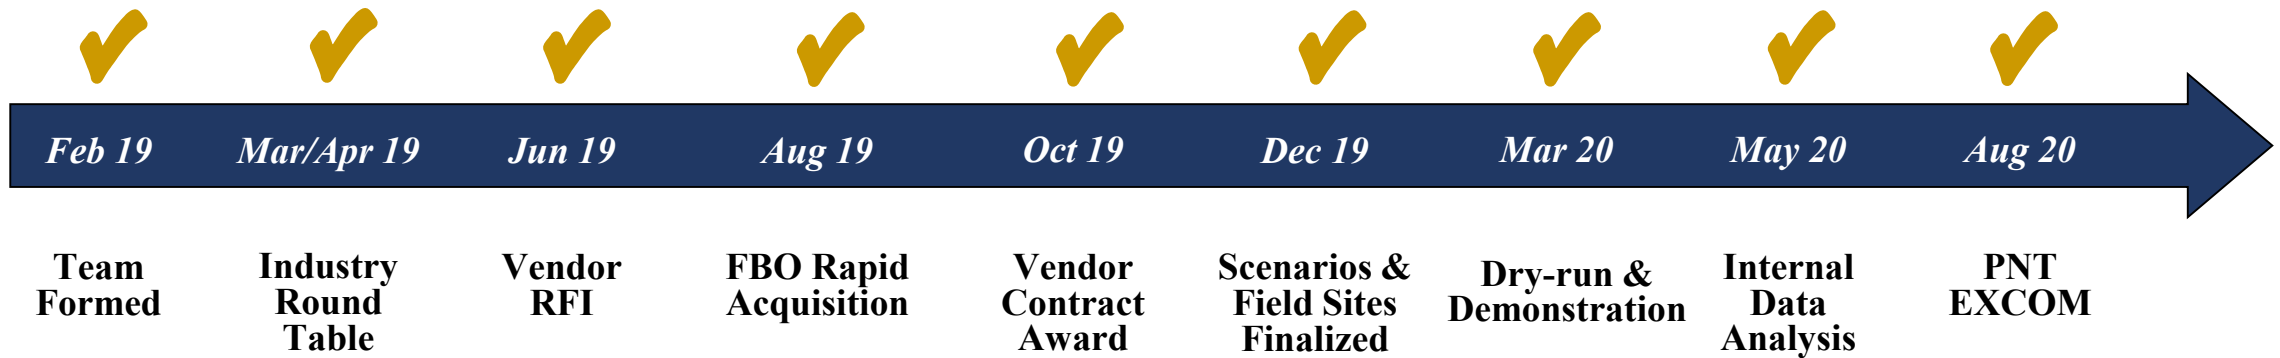 Feb 19
Mar/Apr 19
Jun 19
Aug 19
Oct 19
Dec 19
Mar 20
May 20
Aug 20
Team
Formed
Industry
Round
Table
Vendor
RFI
FBO Rapid
Acquisition
Vendor
Contract
Award
Scenarios &
Field Sites
Finalized
Dry-run &
Demonstration
Internal
Data
Analysis
PNT
EXCOM